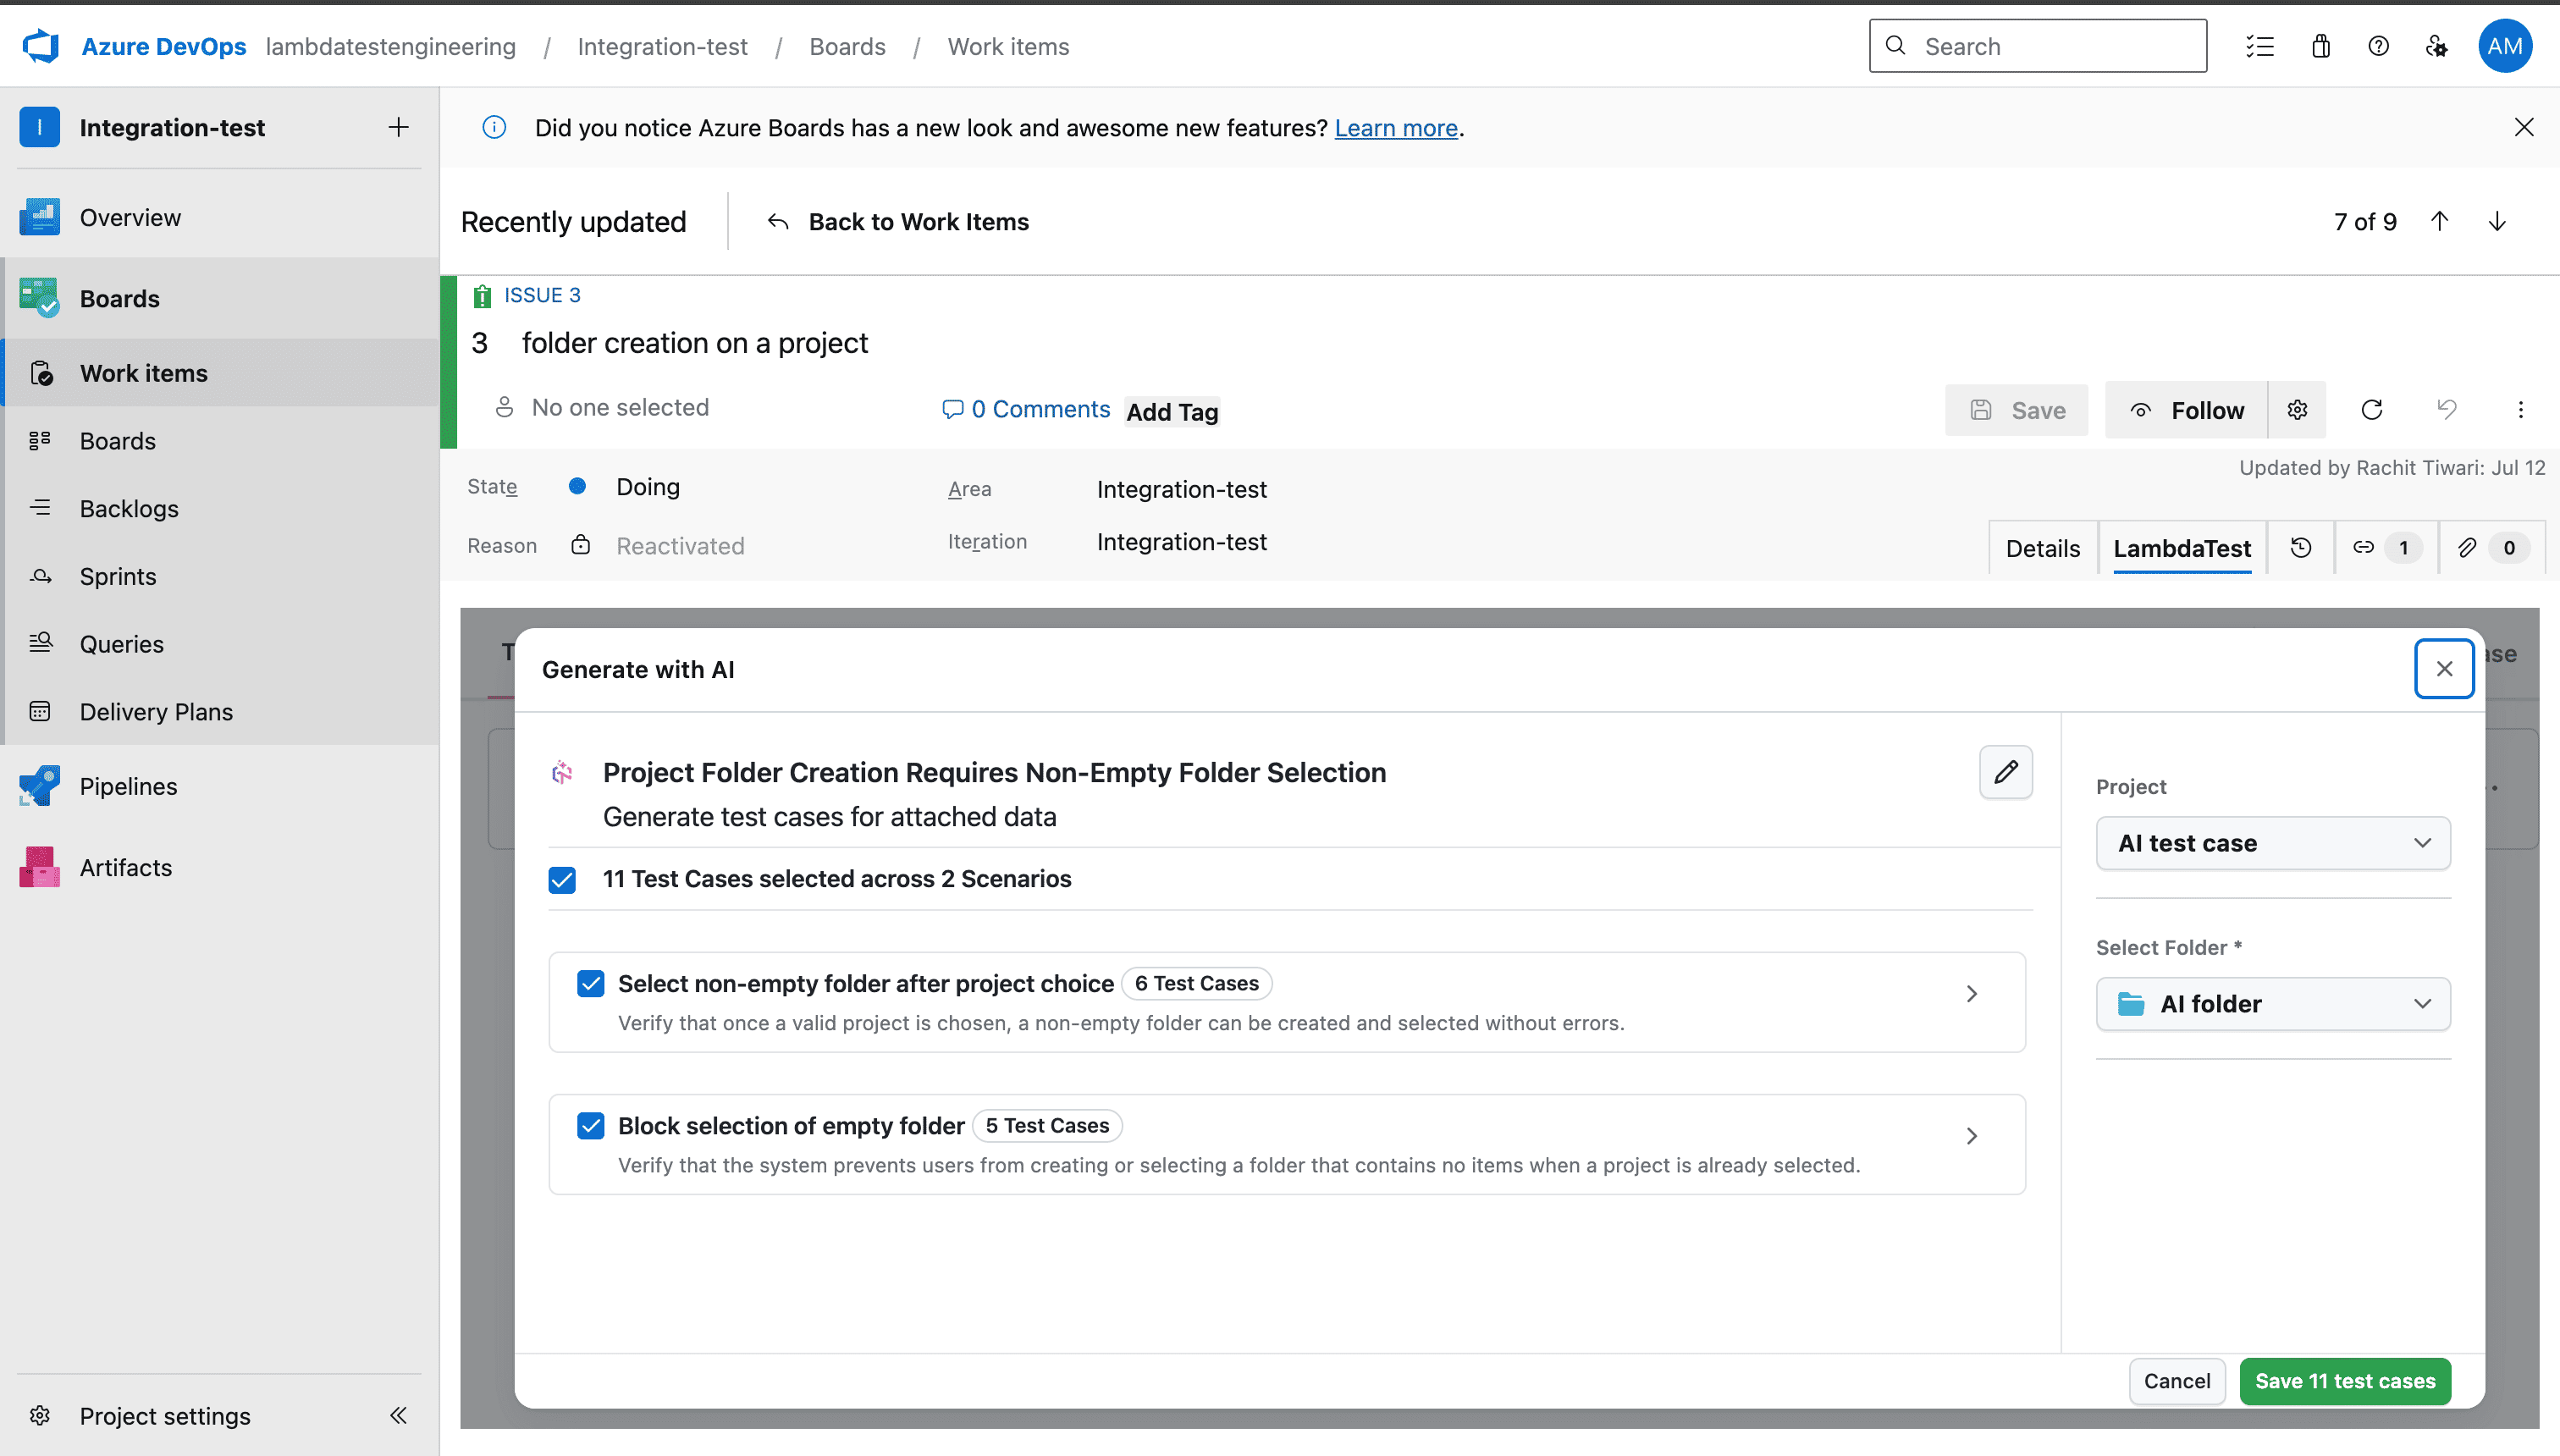 Azure DevOps lambdatestengineering / Integration-test / Boards / Work items
Search
AM
I Integration-test
Did you notice Azure Boards has a new look and awesome new features? Learn more.
Overview
Boards
Work items
Boards
Backlogs
Sprints
Queries
Delivery Plans
Pipelines
Artifacts
Project settings
Recently updated
Back to Work Items
7 of 9
ISSUE 3
3 folder creation on a project
No one selected
0 Comments
Add Tag
Save
Follow
Updated by Rachit Tiwari: Jul 12
State Doing
Area Integration-test
Reason Reactivated
Iteration Integration-test
Details
LambdaTest
1
0
Generate with AI
Project Folder Creation Requires Non-Empty Folder Selection
Generate test cases for attached data
11 Test Cases selected across 2 Scenarios
Select non-empty folder after project choice 6 Test Cases
Verify that once a valid project is chosen, a non-empty folder can be created and selected without errors.
Block selection of empty folder 5 Test Cases
Verify that the system prevents users from creating or selecting a folder that contains no items when a project is already selected.
Project
AI test case
Select Folder *
AI folder
Cancel
Save 11 test cases